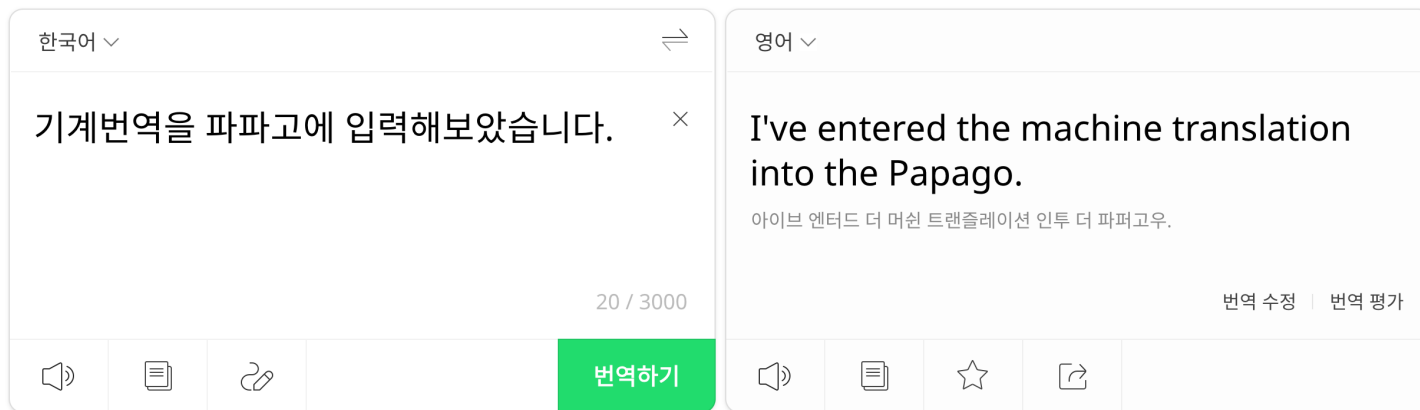 한국어
기계번역을 파파고에 입력해보았습니다.
20 / 3000
번역하기
영어
I've entered the machine translation
into the Papago.
아이브 엔터드 더 머쉰 트랜즐레이션 인투 더 파퍼고우.
번역 수정
번역 평가